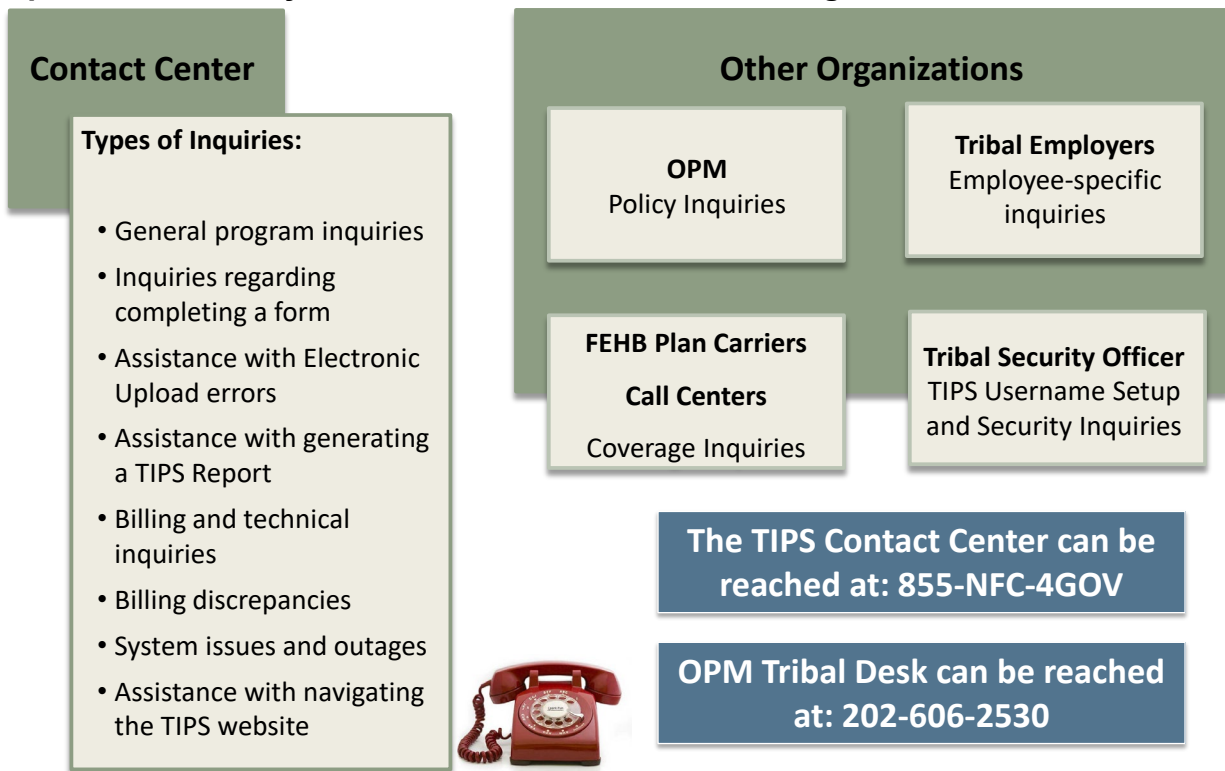 Contact Center
Types of Inquiries:
• General program inquiries
• Inquiries regarding
completing a form
• Assistance with Electronic
Upload errors
• Assistance with generating
a TIPS Report
• Billing and technical
inquiries
• Billing discrepancies
• System issues and outages
• Assistance with navigating
the TIPS website
Other Organizations
OPM
Policy Inquiries
Tribal Employers
Employee-specific
inquiries
FEHB Plan Carriers
Call Centers
Coverage Inquiries
Tribal Security Officer
TIPS Username Setup
and Security Inquiries
The TIPS Contact Center can be
reached at: 855-NFC-4GOV
OPM Tribal Desk can be reached
at: 202-606-2530